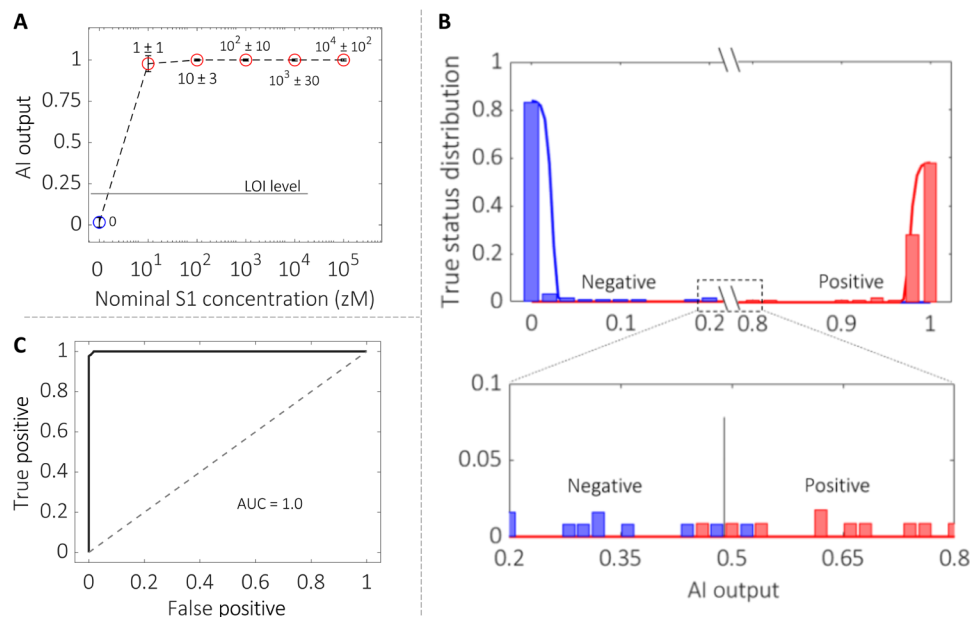 A
AI output
1
0.75
0.5
0.25
0
1 ± 1
10 ± 3
10² ± 10
10³ ± 30
10⁴ ± 10²
LOI level
0
0 10¹ 10² 10³ 10⁴ 10⁵
Nominal S1 concentration (zM)
B
True status distribution
1
0.8
0.6
0.4
0.2
0
Negative
Positive
0 0.1 0.2 0.8 0.9 1
0.1
0.05
0
Negative
Positive
0.2 0.35 0.5 0.65 0.8
AI output
C
True positive
1
0.8
0.6
0.4
0.2
0
AUC = 1.0
0 0.2 0.4 0.6 0.8 1
False positive